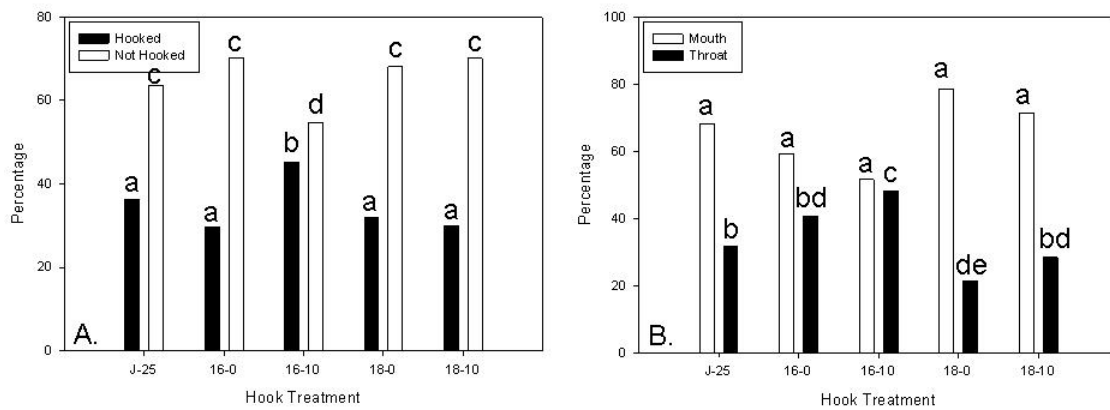 80
60
40
20
0
Percentage
Hooked
Not Hooked
a
c
a
c
b
d
a
c
a
c
A.
J-25
16-0
16-10
18-0
18-10
Hook Treatment
100
80
60
40
20
0
Percentage
Mouth
Throat
a
b
a
bd
a
c
a
de
a
bd
B.
J-25
16-0
16-10
18-0
18-10
Hook Treatment